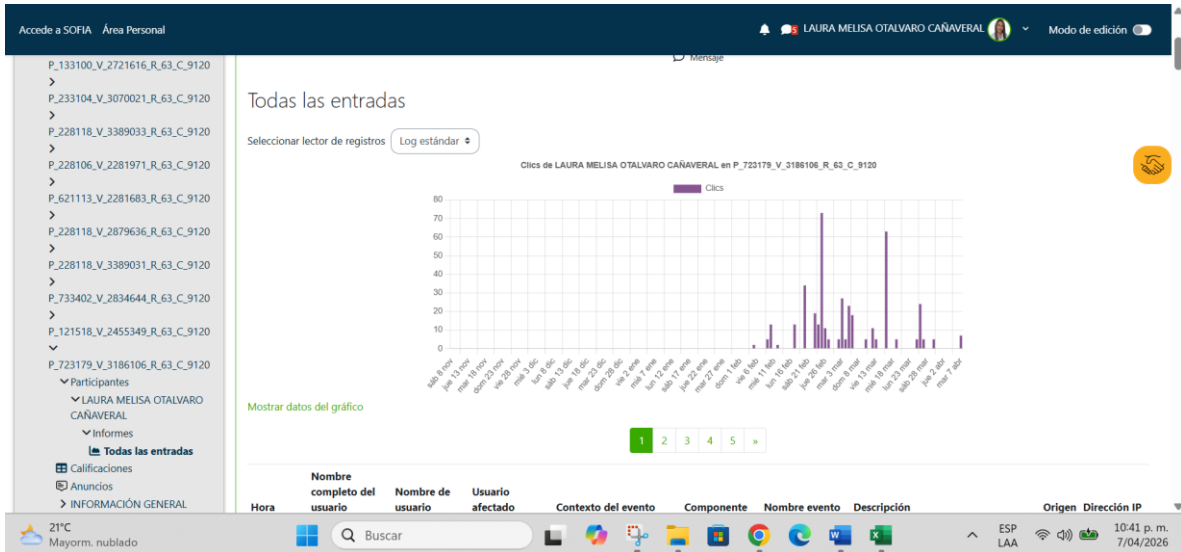 Accede a SOFIA Área Personal
5 LAURA MELISA OTALVARO CAÑAVERAL Modo de edición
P_133100_V_2721616_R_63_C_9120
P_233104_V_3070021_R_63_C_9120
P_228118_V_3389033_R_63_C_9120
P_228106_V_2281971_R_63_C_9120
P_621113_V_2281683_R_63_C_9120
P_228118_V_2879636_R_63_C_9120
P_228118_V_3389031_R_63_C_9120
P_733402_V_2834644_R_63_C_9120
P_121518_V_2455349_R_63_C_9120
P_723179_V_3186106_R_63_C_9120
Participantes
LAURA MELISA OTALVARO
CAÑAVERAL
Informes
Todas las entradas
Calificaciones
Anuncios
INFORMACIÓN GENERAL
Mensaje
Todas las entradas
Seleccionar lector de registros Log estándar
Clics de LAURA MELISA OTALVARO CAÑAVERAL en P_723179_V_3186106_R_63_C_9120
Clics
80
70
60
50
40
30
20
10
0
sáb 8 nov
jue 13 nov
mar 18 nov
dom 23 nov
vie 28 nov
mié 3 dic
lun 8 dic
sáb 13 dic
jue 18 dic
mar 23 dic
dom 28 dic
vie 2 ene
mié 7 ene
lun 12 ene
sáb 17 ene
jue 22 ene
mar 27 ene
dom 1 feb
vie 6 feb
mié 11 feb
lun 16 feb
sáb 21 feb
jue 26 feb
mar 3 mar
dom 8 mar
vie 13 mar
mié 18 mar
lun 23 mar
sáb 28 mar
jue 2 abr
mar 7 abr
Mostrar datos del gráfico
1 2 3 4 5 »
Hora
Nombre
completo del
usuario
Nombre de
usuario
Usuario
afectado
Contexto del evento
Componente
Nombre evento
Descripción
Origen
Dirección IP
21°C
Mayorm. nublado
Buscar
ESP
LAA
10:41 p. m.
7/04/2026